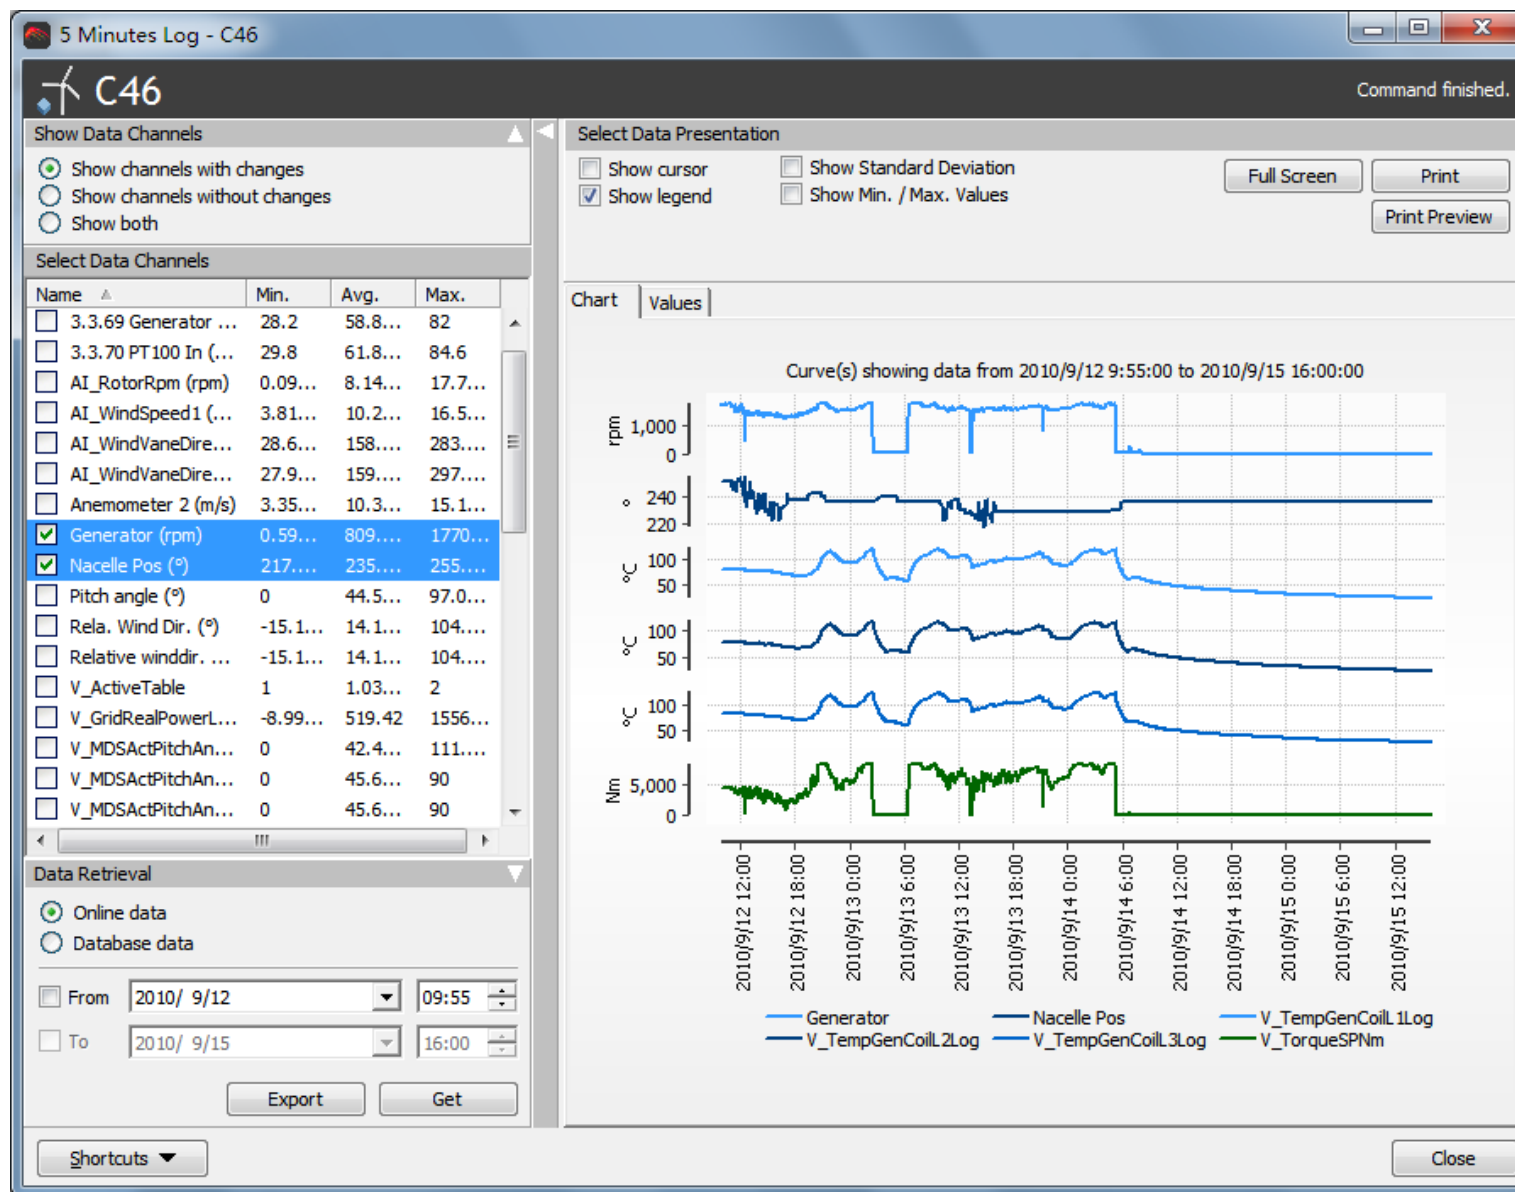 5 Minutes Log - C46
C46
Command finished.
Show Data Channels
Show channels with changes
Show channels without changes
Show both
Select Data Channels
Name Min. Avg. Max.
3.3.69 Generator ... 28.2 58.8... 82
3.3.70 PT100 In (... 29.8 61.8... 84.6
AI_RotorRpm (rpm) 0.09... 8.14... 17.7...
AI_WindSpeed1 (... 3.81... 10.2... 16.5...
AI_WindVaneDire... 28.6... 158.... 283....
AI_WindVaneDire... 27.9... 159.... 297....
Anemometer 2 (m/s) 3.35... 10.3... 15.1...
Generator (rpm) 0.59... 809.... 1770...
Nacelle Pos (°) 217.... 235.... 255....
Pitch angle (°) 0 44.5... 97.0...
Rela. Wind Dir. (°) -15.1... 14.1... 104....
Relative winddir. ... -15.1... 14.1... 104....
V_ActiveTable 1 1.03... 2
V_GridRealPowerL... -8.99... 519.42 1556...
V_MDSActPitchAn... 0 42.4... 111....
V_MDSActPitchAn... 0 45.6... 90
V_MDSActPitchAn... 0 45.6... 90
Data Retrieval
Online data
Database data
From 2010/ 9/12 09:55
To 2010/ 9/15 16:00
Export Get
Shortcuts
Select Data Presentation
Show cursor Show Standard Deviation
Show legend Show Min. / Max. Values
Full Screen Print
Print Preview
Chart Values
Curve(s) showing data from 2010/9/12 9:55:00 to 2010/9/15 16:00:00
rpm 1,000
0
° 240
220
°C 100
50
°C 100
50
°C 100
50
Nm 5,000
0
2010/9/12 12:00
2010/9/12 18:00
2010/9/13 0:00
2010/9/13 6:00
2010/9/13 12:00
2010/9/13 18:00
2010/9/14 0:00
2010/9/14 6:00
2010/9/14 12:00
2010/9/14 18:00
2010/9/15 0:00
2010/9/15 6:00
2010/9/15 12:00
Generator Nacelle Pos V_TempGenCoilL1Log
V_TempGenCoilL2Log V_TempGenCoilL3Log V_TorqueSPNm
Close